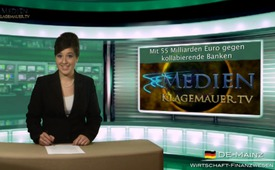 KLAGEMAUER.TV
Mit 55 Milliarden Euro gegen
kollabierende Banken
MEDIEN
KLAGEMAUER.TV
DE-MAINZ
WIRTSCHAFT-FINANZWESEN